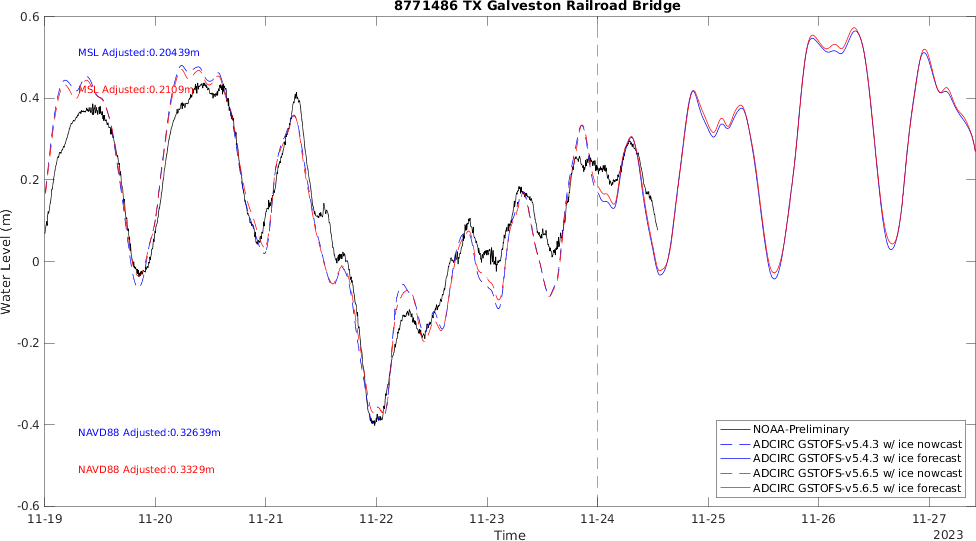 8771486 TX Galveston Railroad Bridge
0.6
0.4
0.2
0
-0.2
-0.4
-0.6
Water Level (m)
MSL Adjusted:0.20439m
MSL Adjusted:0.2109m
NAVD88 Adjusted:0.32639m
NAVD88 Adjusted:0.3329m
NOAA-Preliminary
ADCIRC GSTOFS-v5.4.3 w/ ice nowcast
ADCIRC GSTOFS-v5.4.3 w/ ice forecast
ADCIRC GSTOFS-v5.6.5 w/ ice nowcast
ADCIRC GSTOFS-v5.6.5 w/ ice forecast
11-19 11-20 11-21 11-22 11-23 11-24 11-25 11-26 11-27
Time
2023